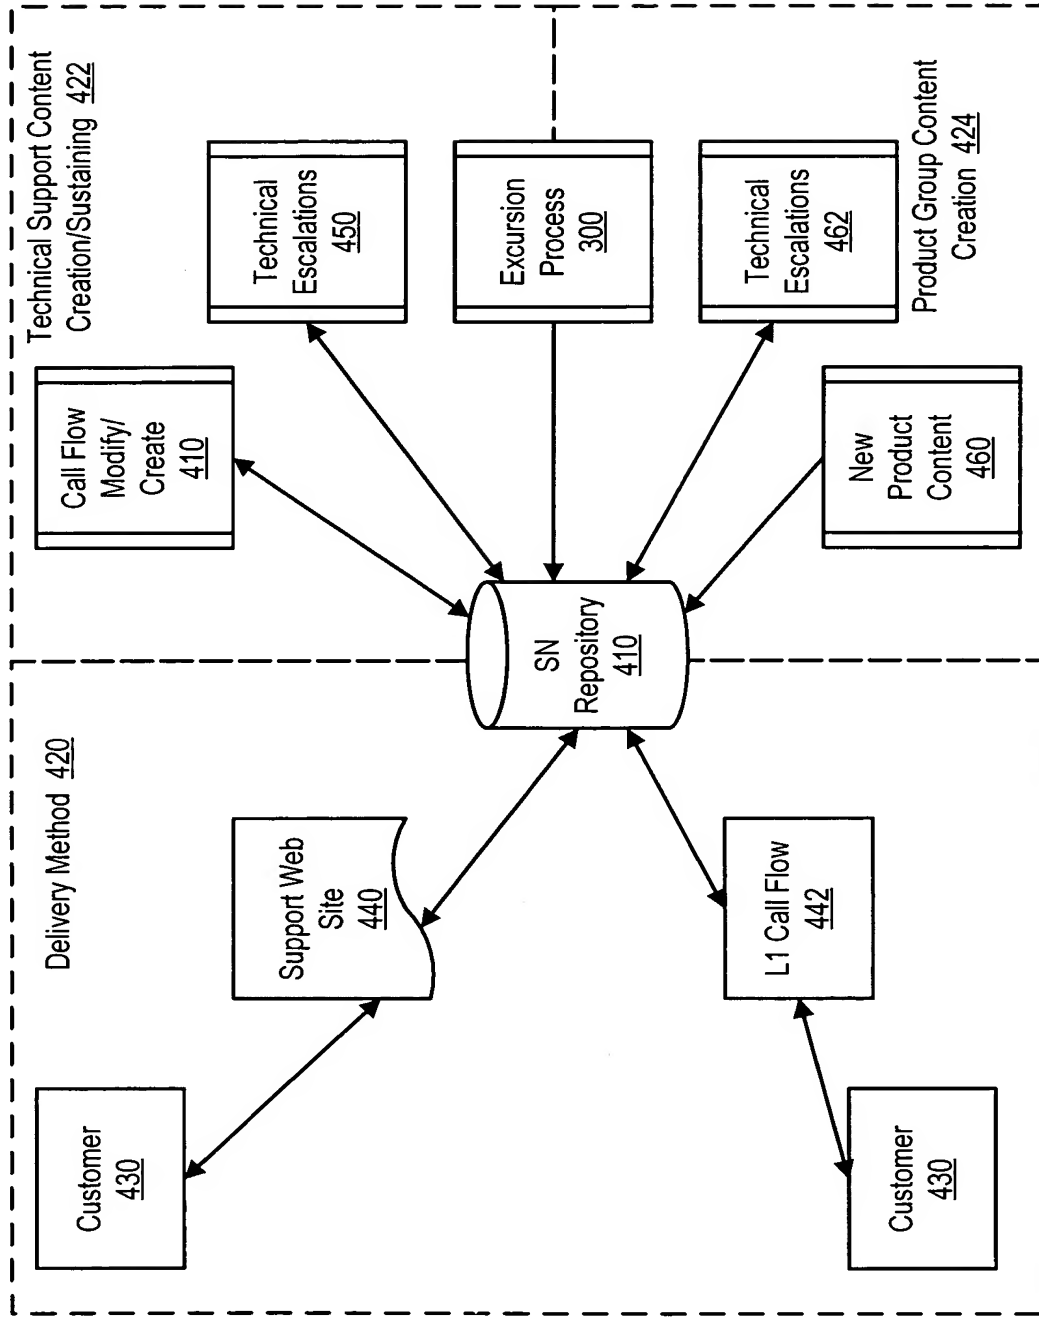 Delivery Method 420
Customer
430
Support Web
Site
440
Customer
430
L1 Call Flow
442
SN
Repository
410
Technical Support Content
Creation/Sustaining 422
Call Flow
Modify/
Create
410
Technical
Escalations
450
Excursion
Process
300
Technical
Escalations
462
New
Product
Content
460
Product Group Content
Creation 424